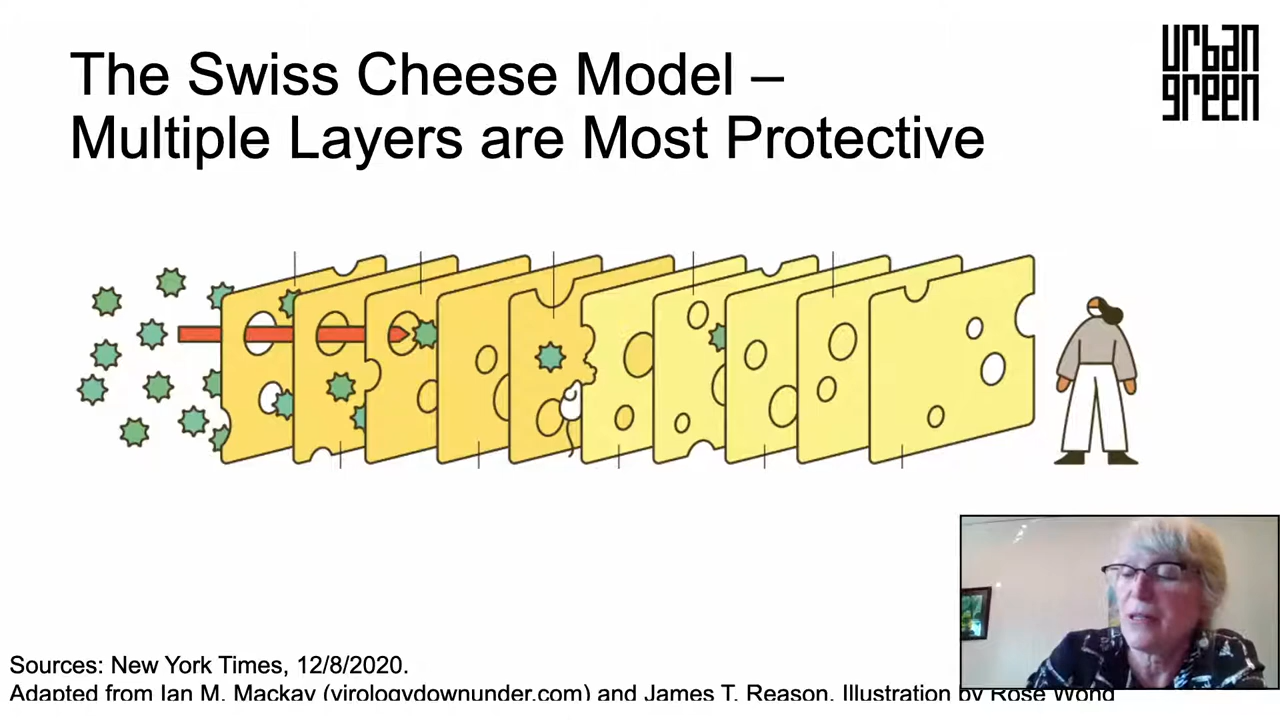 The Swiss Cheese Model –
Multiple Layers are Most Protective
urban
green
Sources: New York Times, 12/8/2020.
Adapted from Ian M. Mackay (virologydownunder.com) and James T. Reason. Illustration by Rose Wong